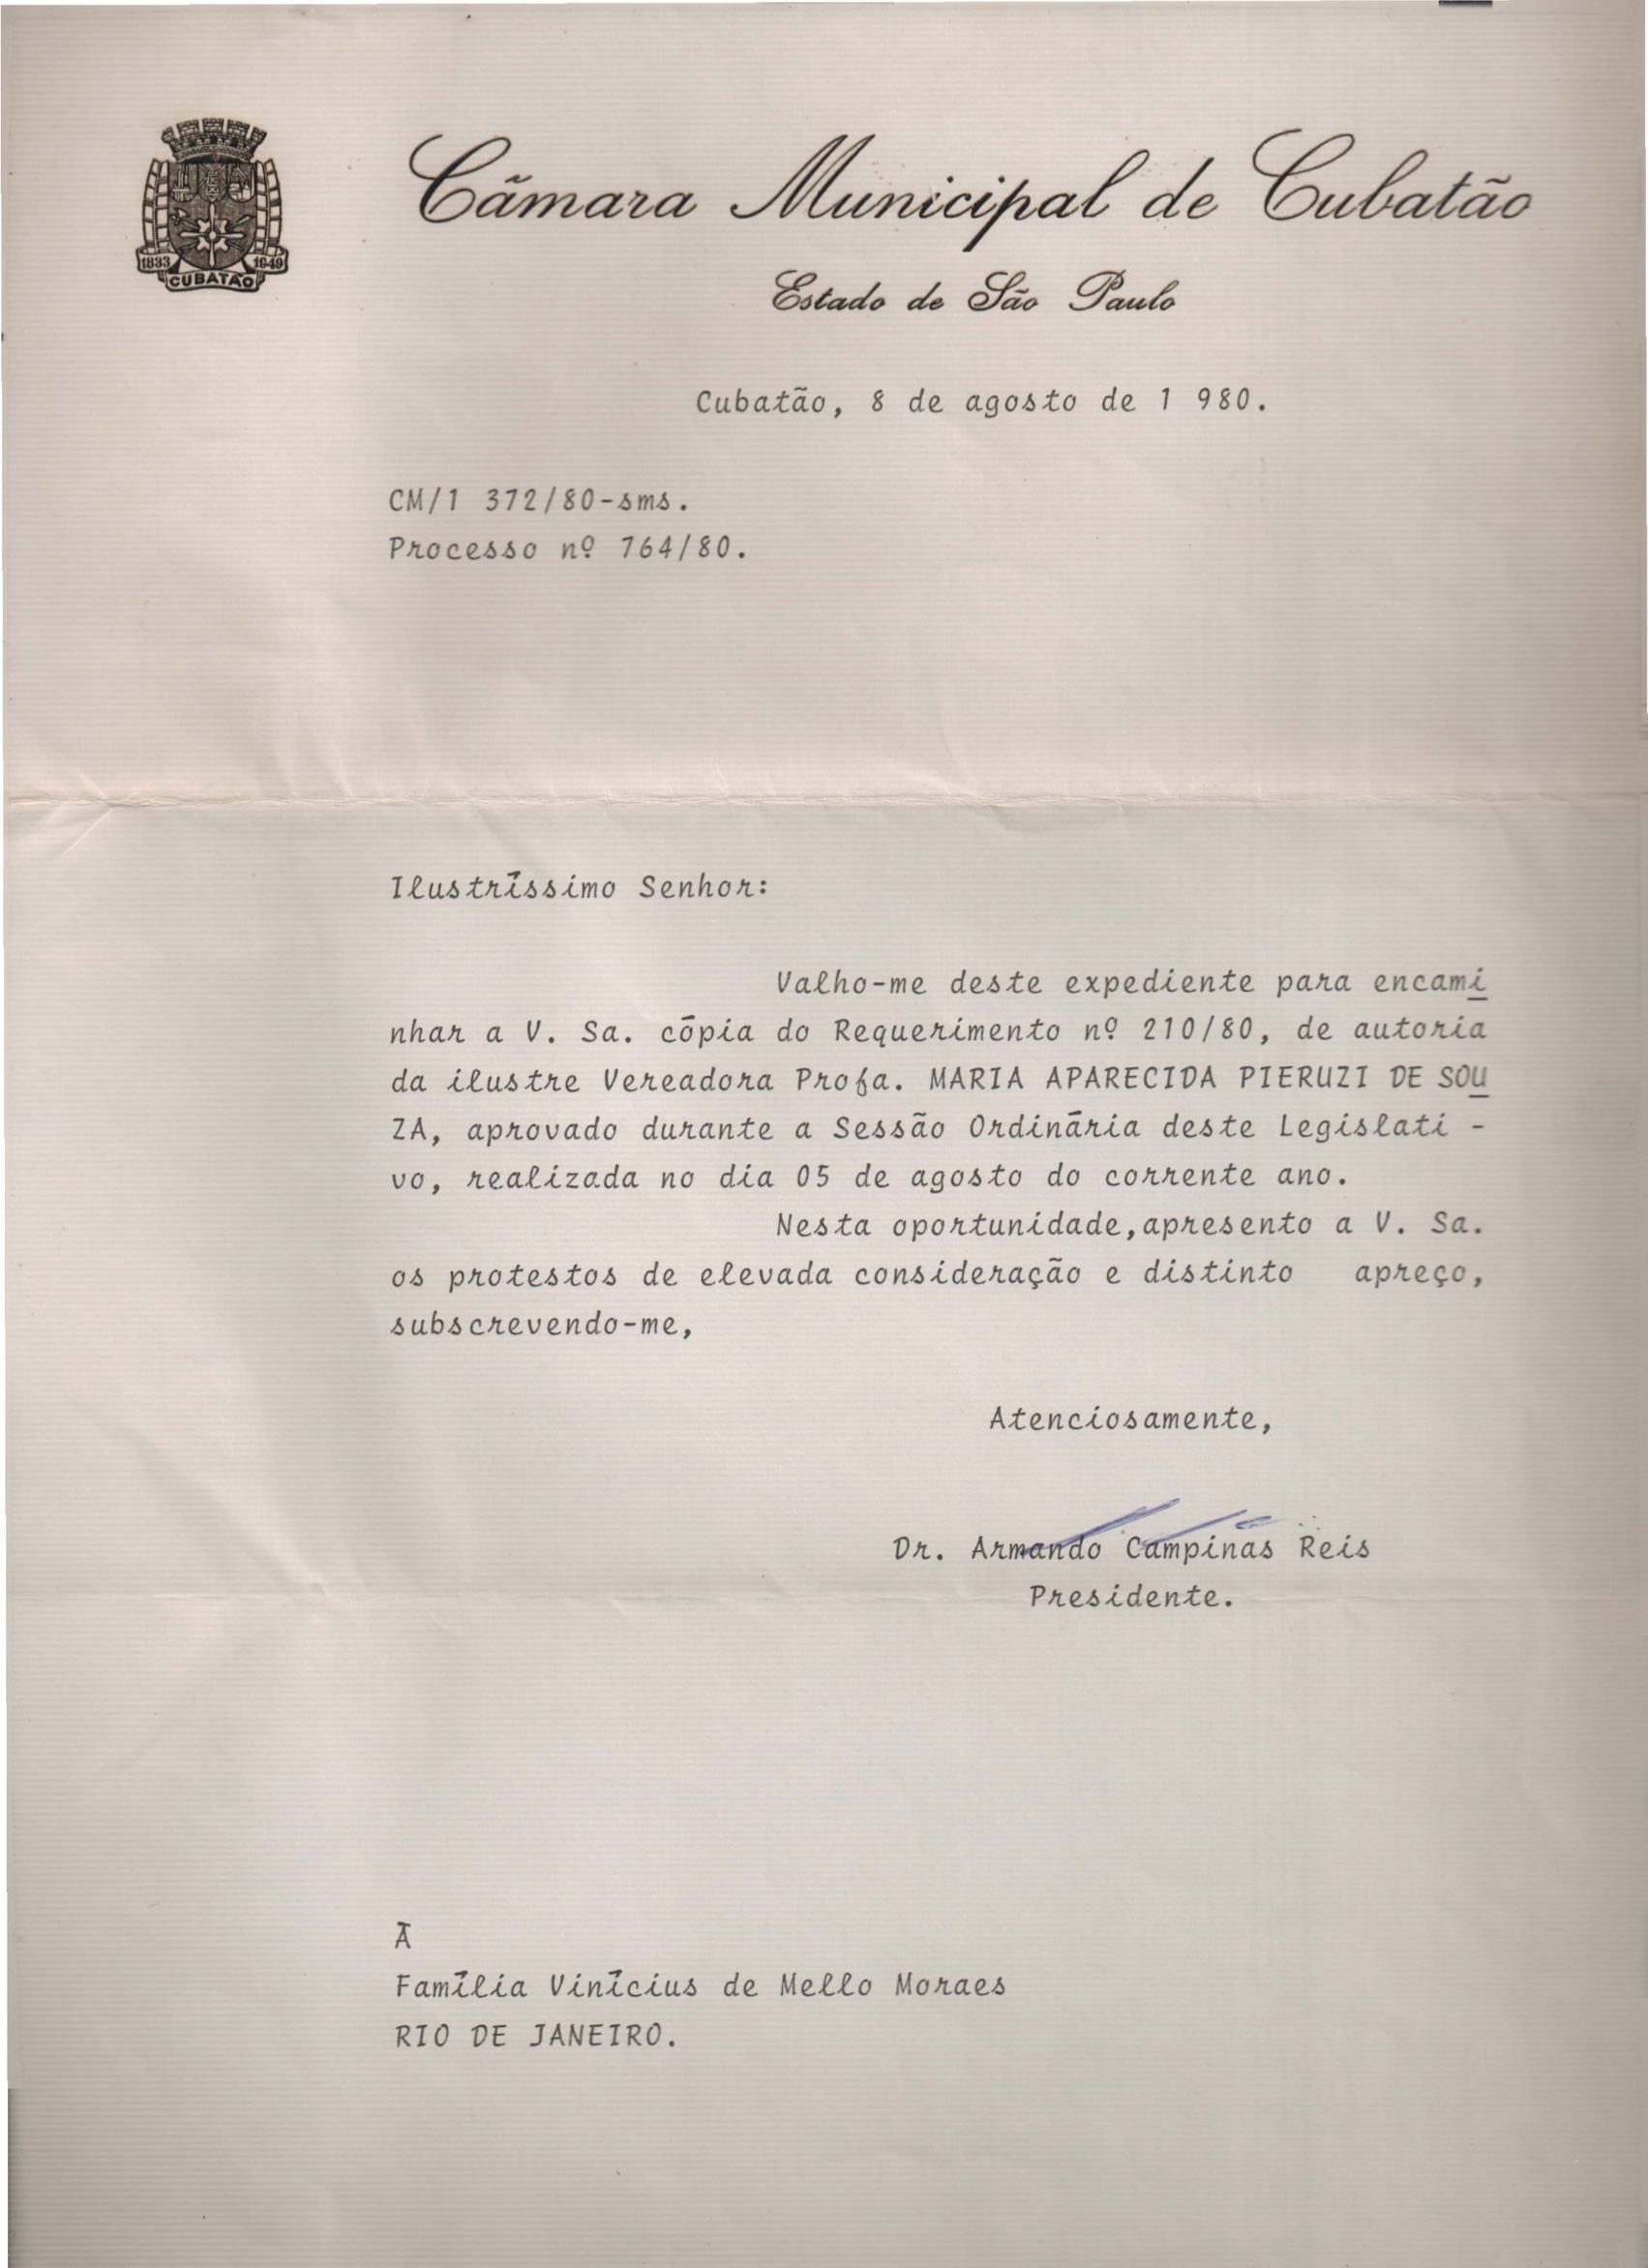 1833 1949
CUBATÃO
Câmara Municipal de Cubatão
Estado de São Paulo
Cubatão, 8 de agosto de 1 980.
CM/1 372/80-sms.
Processo nº 764/80.
Ilustríssimo Senhor:
Valho-me deste expediente para encami
nhar a V. Sa. cópia do Requerimento nº 210/80, de autoria
da ilustre Vereadora Profa. MARIA APARECIDA PIERUZI DE SOU
ZA, aprovado durante a Sessão Ordinária deste Legislati -
vo, realizada no dia 05 de agosto do corrente ano.
Nesta oportunidade,apresento a V. Sa.
os protestos de elevada consideração e distinto apreço,
subscrevendo-me,
Atenciosamente,
Dr. Armando Campinas Reis
Presidente.
À
Família Vinícius de Mello Moraes
RIO DE JANEIRO.